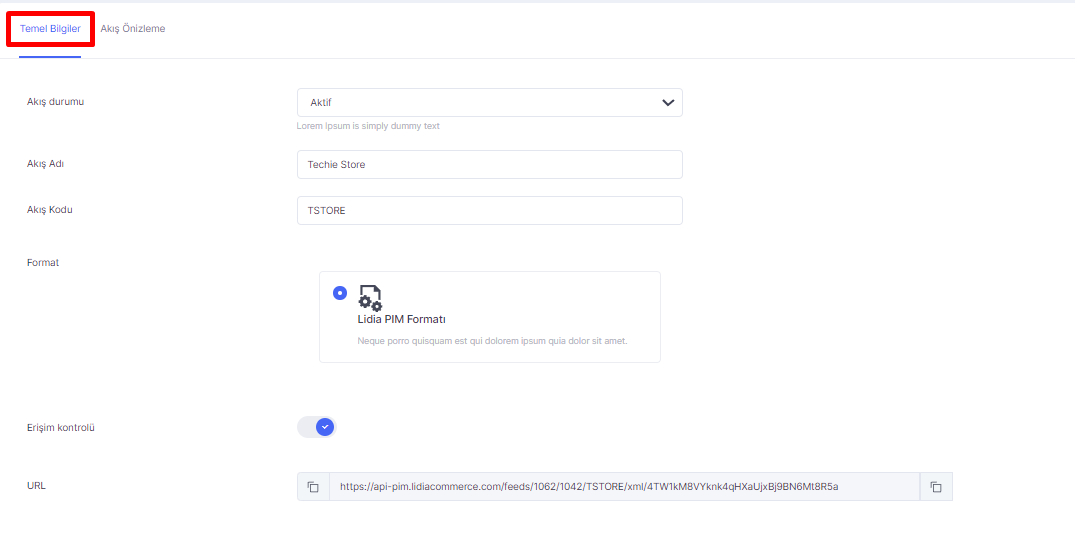 Temel Bilgiler
Akış Önizleme
Akış durumu
Aktif
Lorem Ipsum is simply dummy text
Akış Adı
Techie Store
Akış Kodu
TSTORE
Format
Lidia PIM Formatı
Neque porro quisquam est qui dolorem ipsum quia dolor sit amet.
Erişim kontrolü
URL
https://api-pim.lidiacommerce.com/feeds/1062/1042/TSTORE/xml/4TW1kM8VYknk4qHXaUjxBj9BN6Mt8R5a